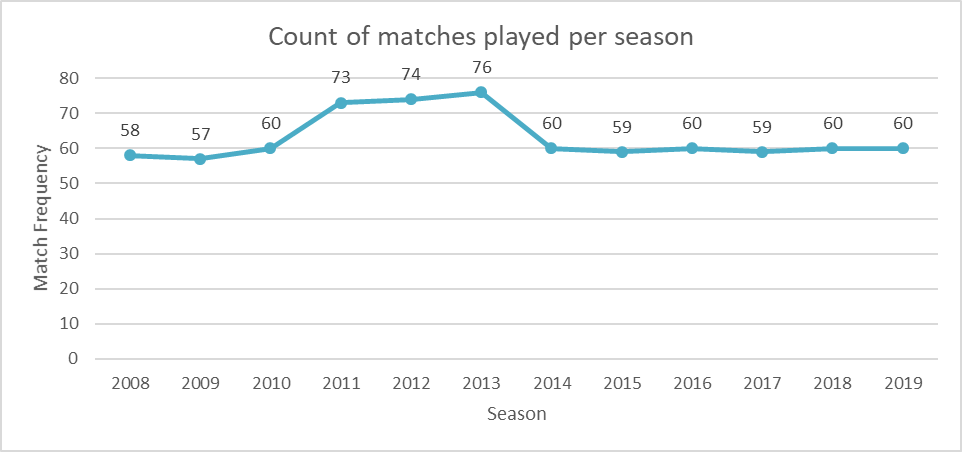 Count of matches played per season
80
70
60
50
40
30
20
10
0
Match Frequency
58 57 60 73 74 76 60 59 60 59 60 60
2008 2009 2010 2011 2012 2013 2014 2015 2016 2017 2018 2019
Season